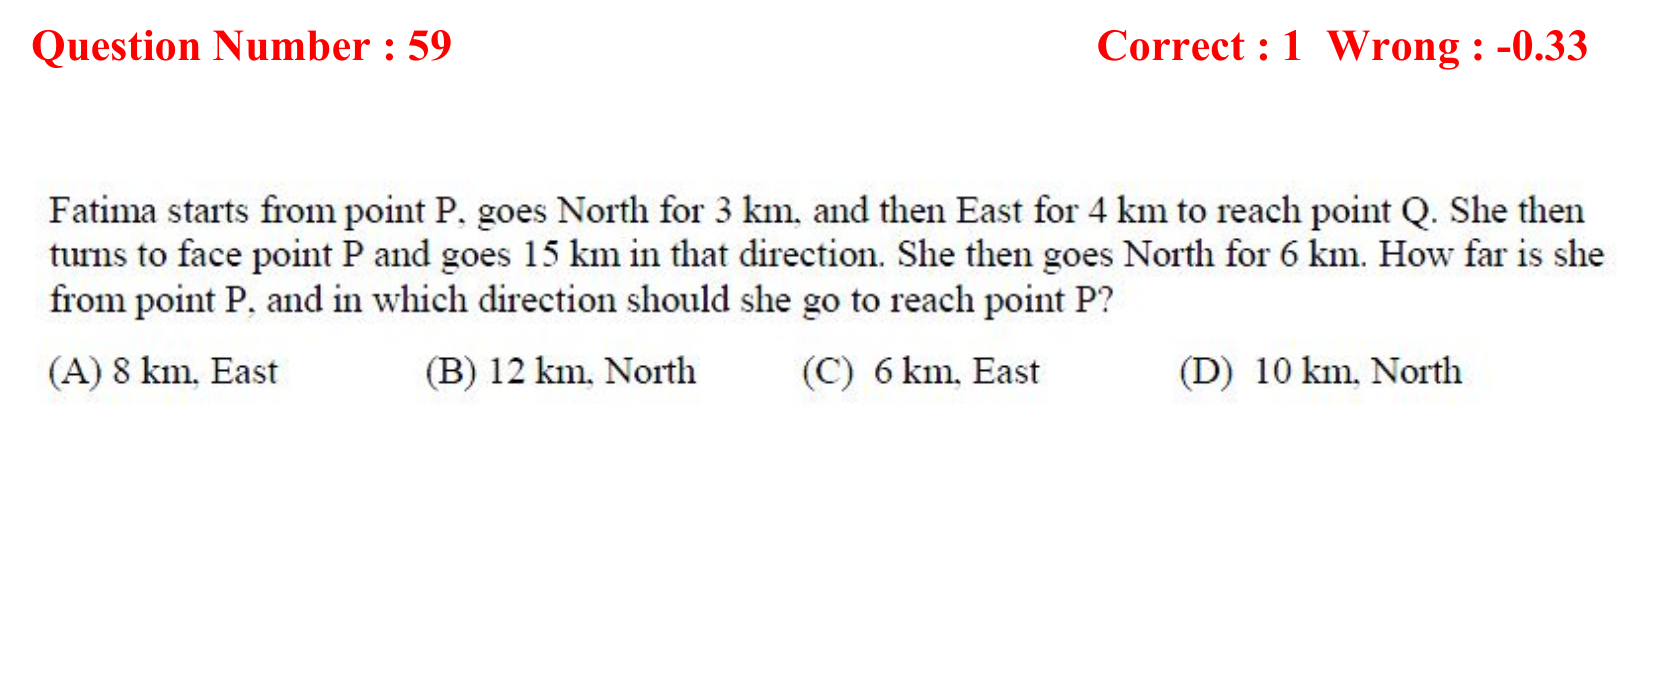 Question Number : 59 Correct : 1 Wrong : -0.33
Fatima starts from point P, goes North for 3 km, and then East for 4 km to reach point Q. She then
turns to face point P and goes 15 km in that direction. She then goes North for 6 km. How far is she
from point P, and in which direction should she go to reach point P?
(A) 8 km, East (B) 12 km, North (C) 6 km, East (D) 10 km, North